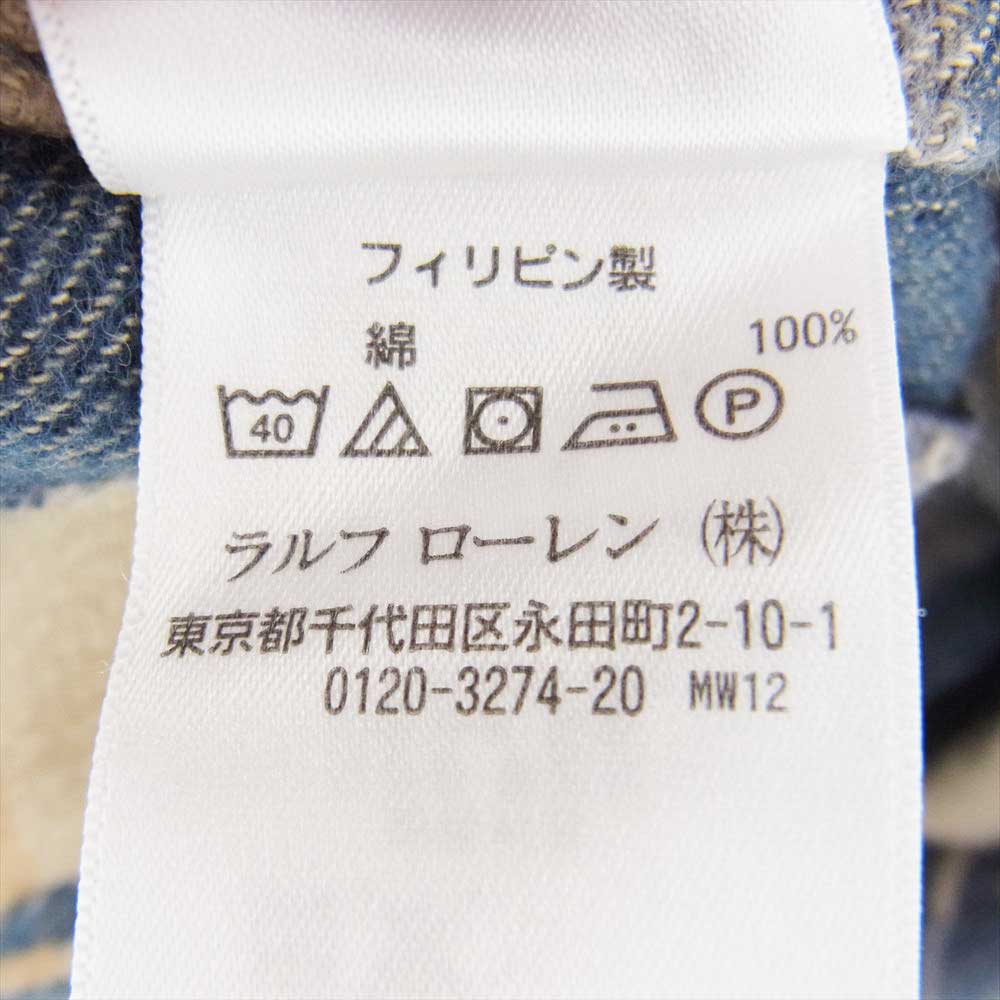 フィリピン製
綿 100%
40 P
ラルフ ローレン (株)
東京都千代田区永田町2-10-1
0120-3274-20 MW12